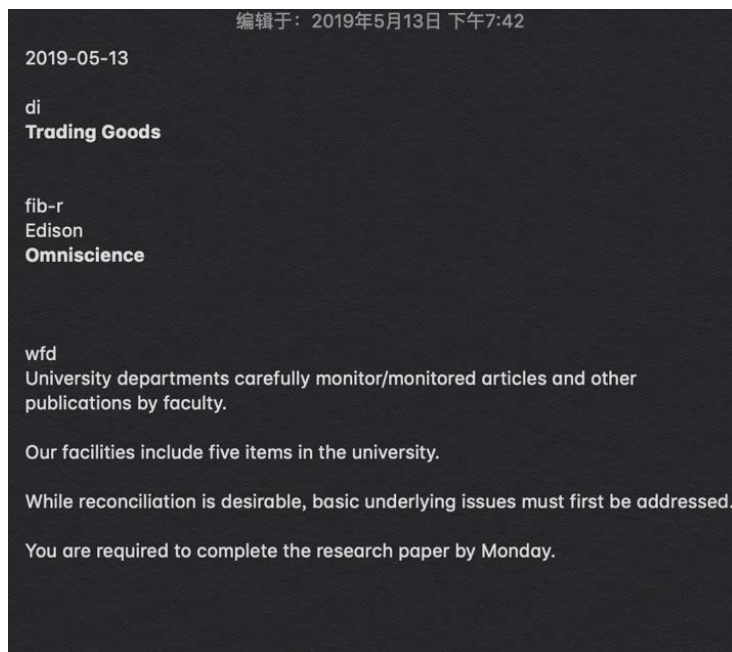 编辑于：2019年5月13日 下午7:42
2019-05-13
di
Trading Goods
fib-r
Edison
Omniscience
wfd
University departments carefully monitor/monitored articles and other
publications by faculty.
Our facilities include five items in the university.
While reconciliation is desirable, basic underlying issues must first be addressed.
You are required to complete the research paper by Monday.